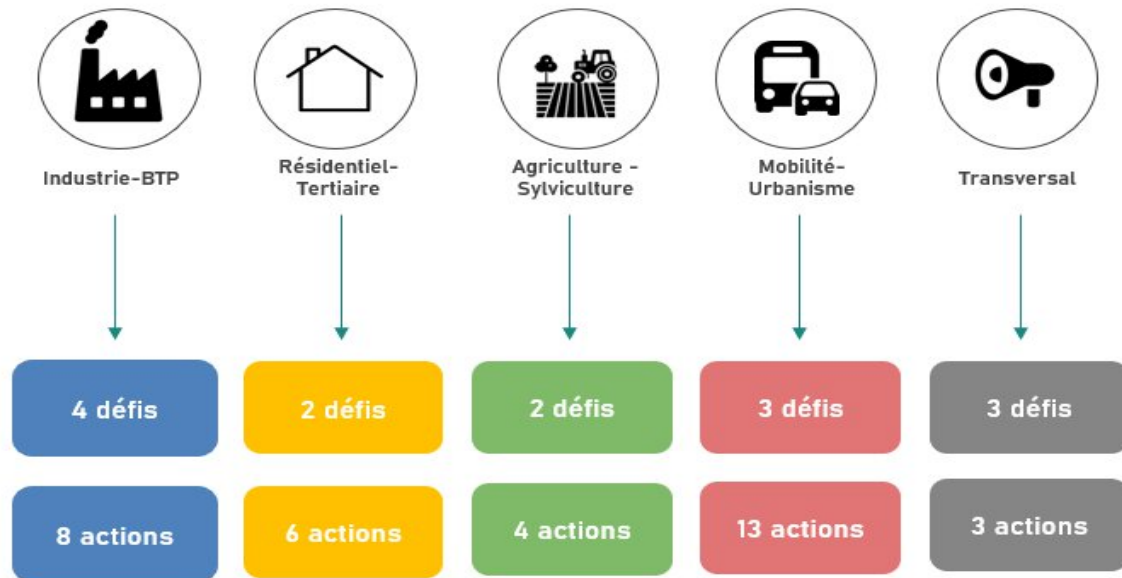 Industrie-BTP
Résidentiel-
Tertiaire
Agriculture -
Sylviculture
Mobilité-
Urbanisme
Transversal
4 défis
2 défis
2 défis
3 défis
3 défis
8 actions
6 actions
4 actions
13 actions
3 actions